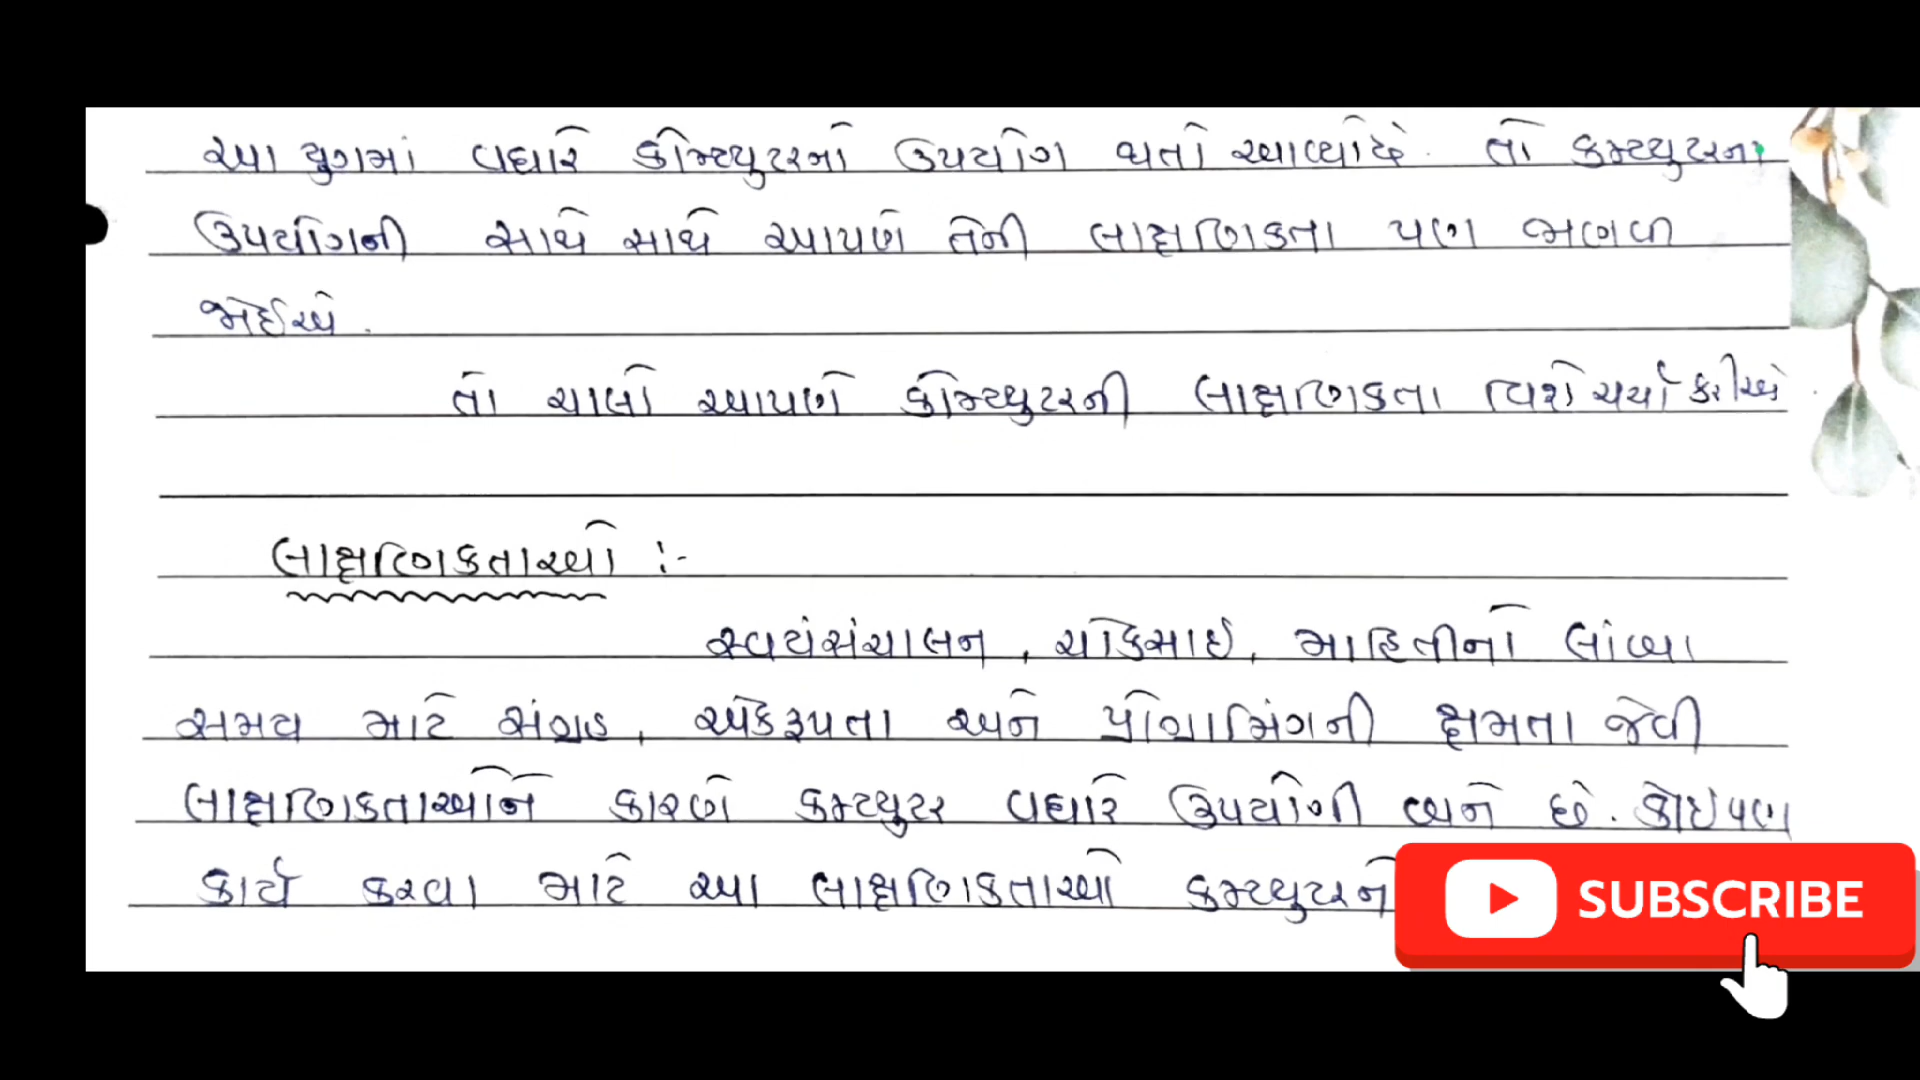 આ યુગમાં વધારે કોમ્પ્યુટરનો ઉપયોગ થતો આવ્યો છે. તો કમ્પ્યુટરના
ઉપયોગની સાથે સાથે આપણે તેની લાક્ષણિકતા પણ
જોઈએ.
તો ચાલો આપણે કોમ્પ્યુટરની લાક્ષણિકતા વિશે ચર્ચા કરીએ.
લાક્ષણિકતાઓ :-
સ્વયંસંચાલન, ચોકસાઈ, માહિતીનો લાંબા
સમય માટે સંગ્રહ, એકરૂપતા અને પ્રોગ્રામિંગની ક્ષમતા જેવી
લાક્ષણિકતાઓને કારણે કમ્પ્યુટર વધારે ઉપયોગી બને છે. કોઈપણ
કાર્ય કરવા માટે આ લાક્ષણિકતાઓ કમ્પ્યુટરને
SUBSCRIBE